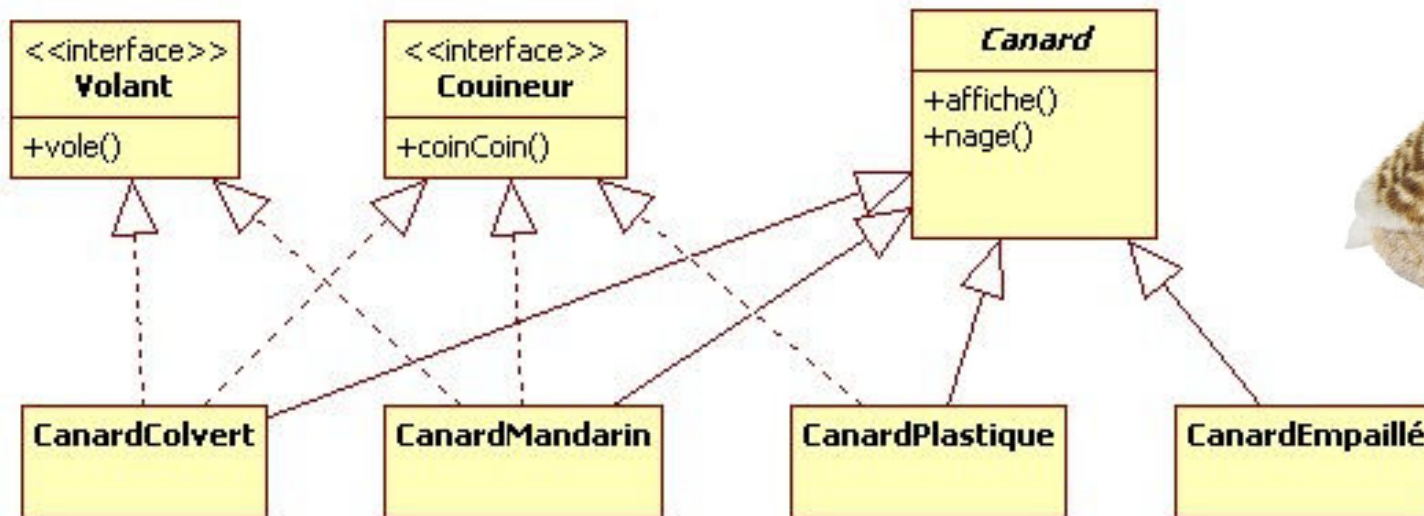 <<interface>>
Volant
+vole()
<<interface>>
Couineur
+coinCoin()
Canard
+affiche()
+nage()
CanardColvert
CanardMandarin
CanardPlastique
CanardEmpaillé